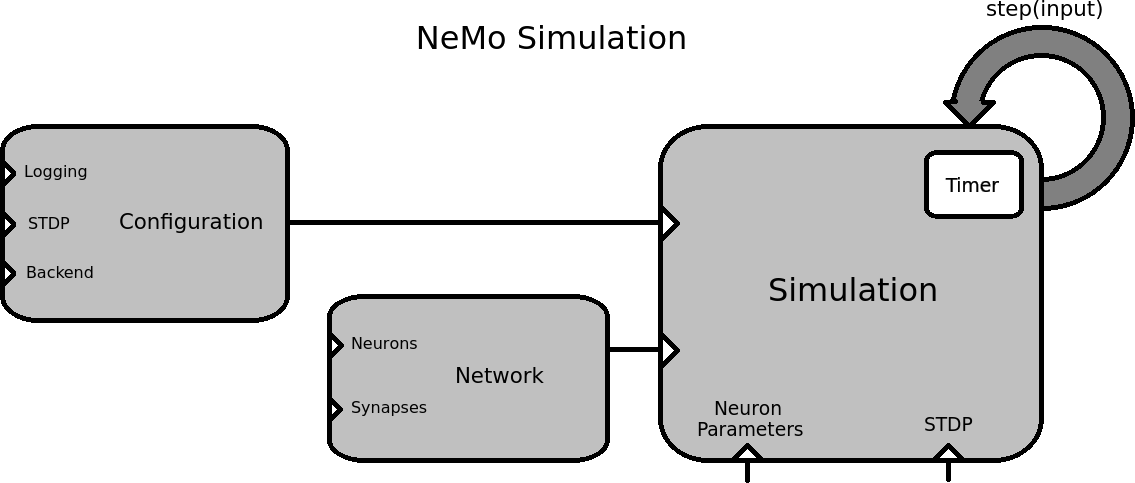 step(input)
NeMo Simulation
Timer
Logging
STDP
Configuration
Backend
Simulation
Neurons
Network
Synapses
Neuron
Parameters
STDP